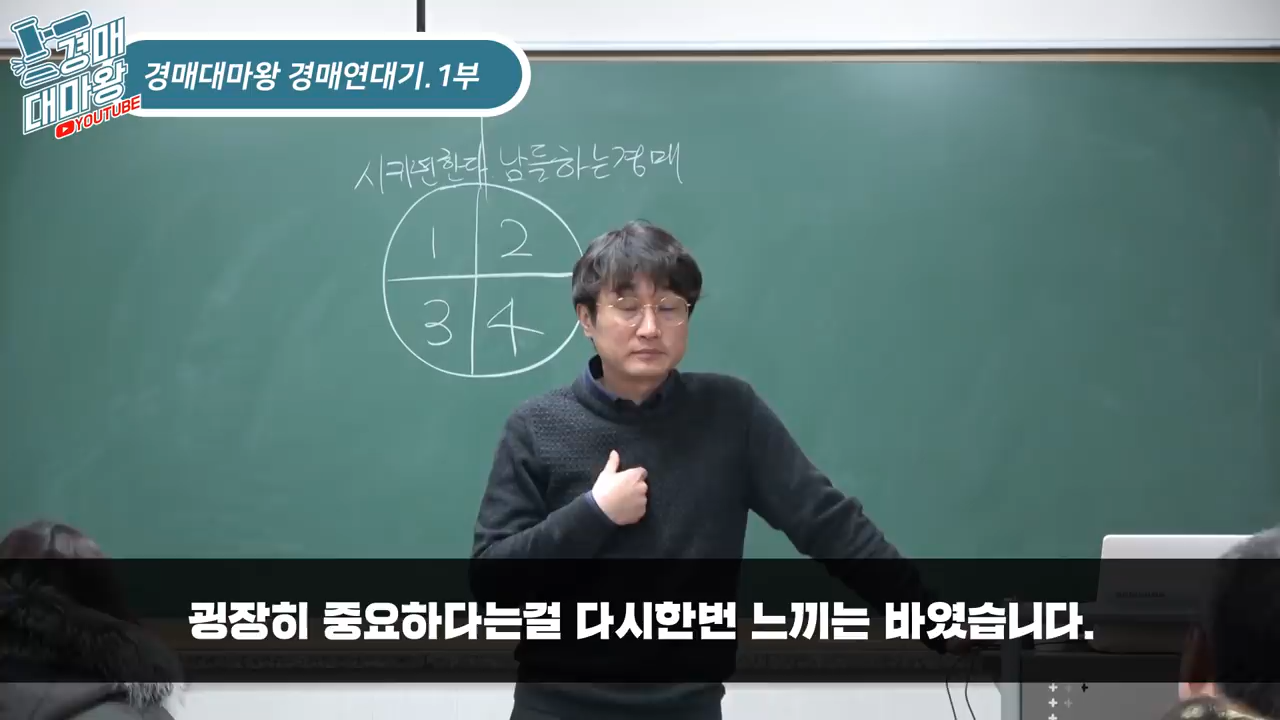 경매
대마왕
YOUTUBE
경매대마왕 경매연대기. 1부
시키면한다 남들하는경매
1 2
3 4
굉장히 중요하다는걸 다시한번 느끼는 바였습니다.